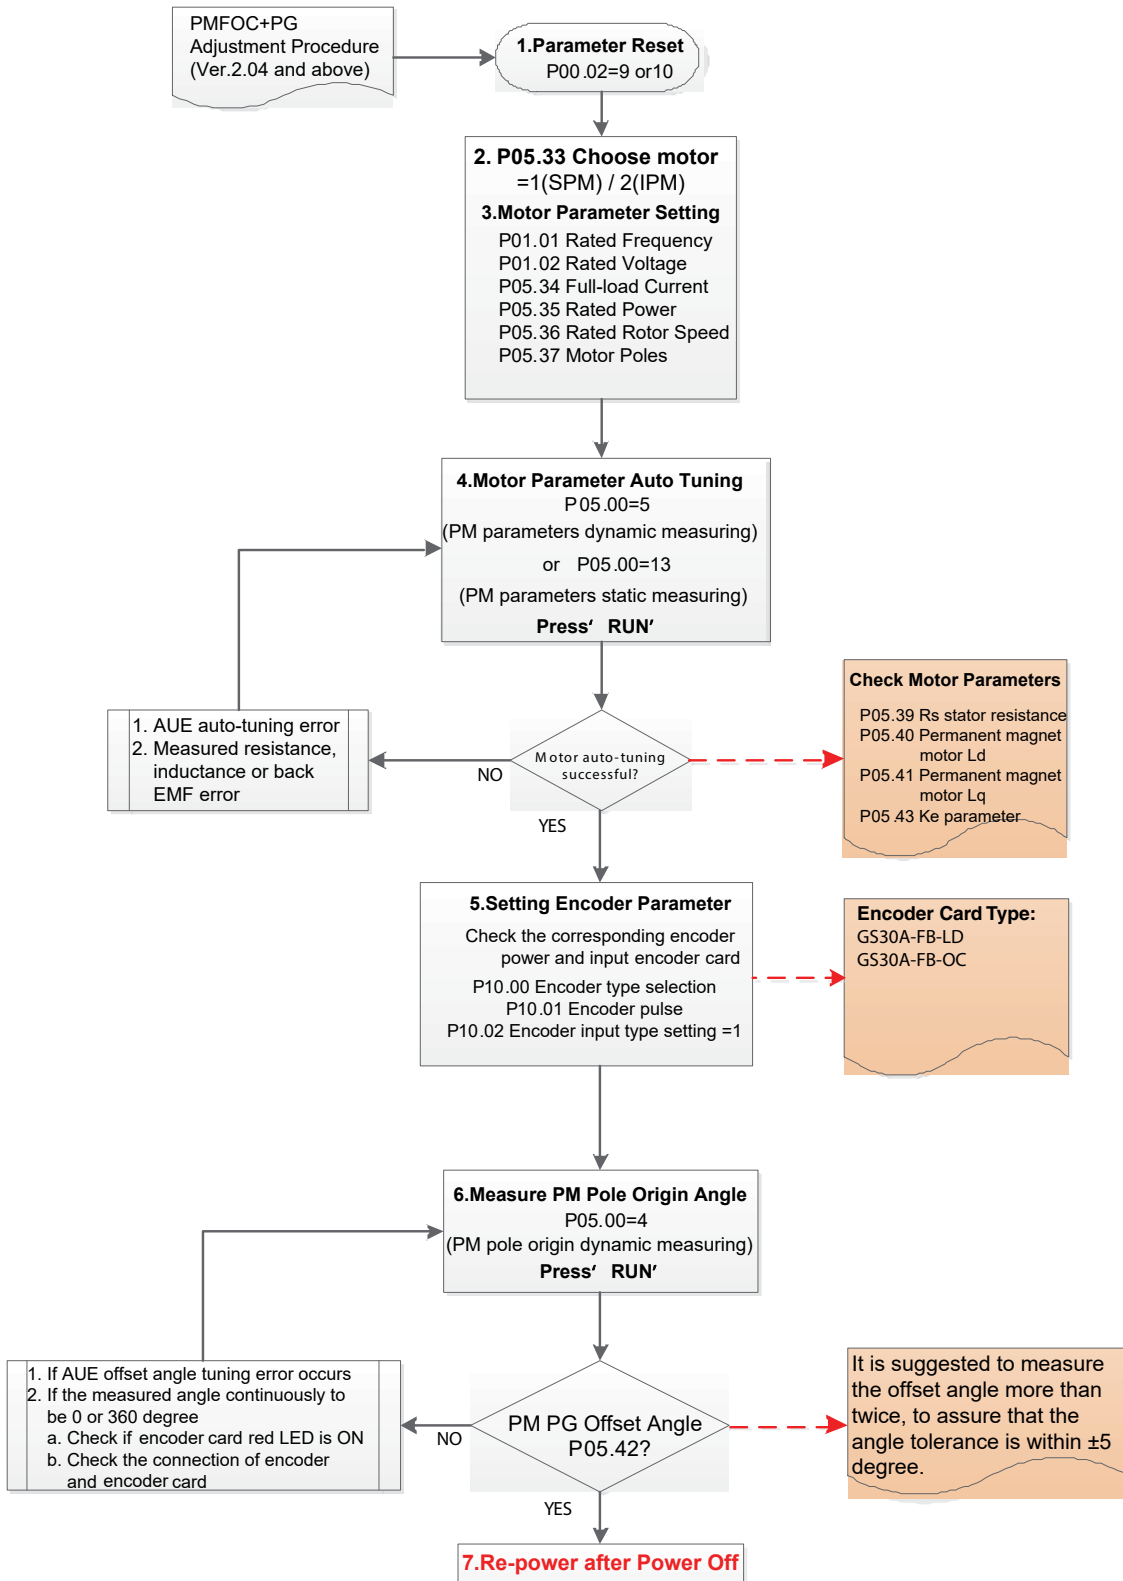 PMFOC+PG
Adjustment Procedure
(Ver.2.04 and above)
1.Parameter Reset
P00.02=9 or10
2. P05.33 Choose motor
=1(SPM) / 2(IPM)
3.Motor Parameter Setting
P01.01 Rated Frequency
P01.02 Rated Voltage
P05.34 Full-load Current
P05.35 Rated Power
P05.36 Rated Rotor Speed
P05.37 Motor Poles
4.Motor Parameter Auto Tuning
P05.00=5
(PM parameters dynamic measuring)
or P05.00=13
(PM parameters static measuring)
Press‘ RUN’
1. AUE auto-tuning error
2. Measured resistance,
inductance or back
EMF error
NO
Motor auto-tuning
successful?
YES
Check Motor Parameters
P05.39 Rs stator resistance
P05.40 Permanent magnet
motor Ld
P05.41 Permanent magnet
motor Lq
P05.43 Ke parameter
5.Setting Encoder Parameter
Check the corresponding encoder
power and input encoder card
P10.00 Encoder type selection
P10.01 Encoder pulse
P10.02 Encoder input type setting =1
Encoder Card Type:
GS30A-FB-LD
GS30A-FB-OC
6.Measure PM Pole Origin Angle
P05.00=4
(PM pole origin dynamic measuring)
Press‘ RUN’
1. If AUE offset angle tuning error occurs
2. If the measured angle continuously to
be 0 or 360 degree
a. Check if encoder card red LED is ON
b. Check the connection of encoder
and encoder card
NO
PM PG Offset Angle
P05.42?
YES
It is suggested to measure
the offset angle more than
twice, to assure that the
angle tolerance is within ±5
degree.
7.Re-power after Power Off